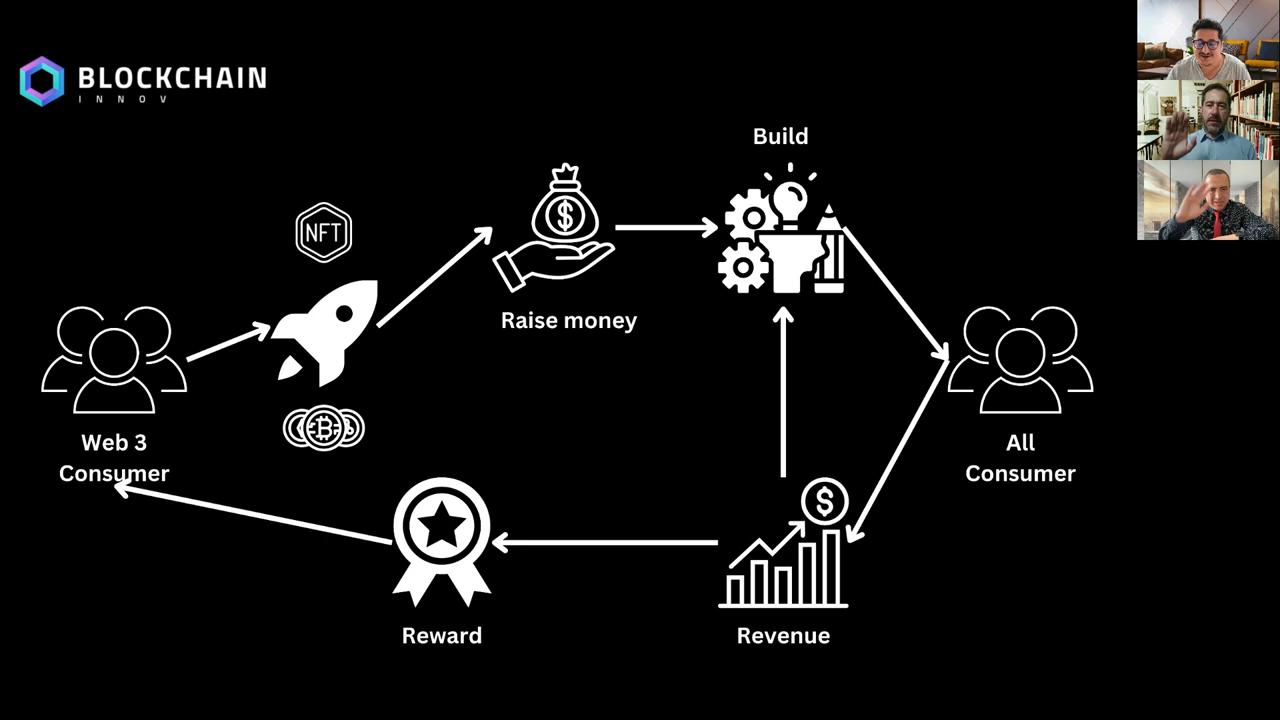 BLOCKCHAIN
INNOV
Build
NFT
$
Raise money
Web 3
Consumer
All
Consumer
$
Reward
Revenue